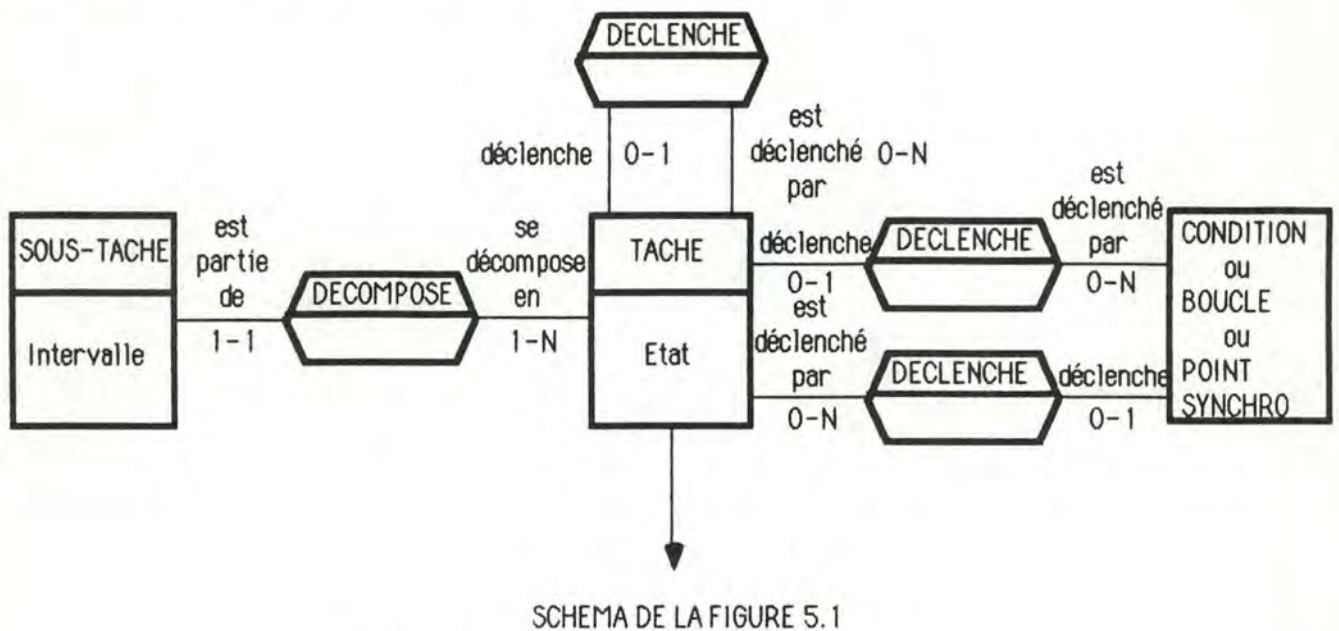 DECLENCHE
déclenche 0-1
est
déclenché 0-N
par
SOUS-TACHE
Intervalle
est
partie
de
1-1
DECOMPOSE
se
décompose
en
1-N
TACHE
Etat
déclenche
0-1
DECLENCHE
est
déclenché
par
0-N
est
déclenché
par
0-N
DECLENCHE
déclenche
0-1
CONDITION
ou
BOUCLE
ou
POINT
SYNCHRO
SCHEMA DE LA FIGURE 5.1